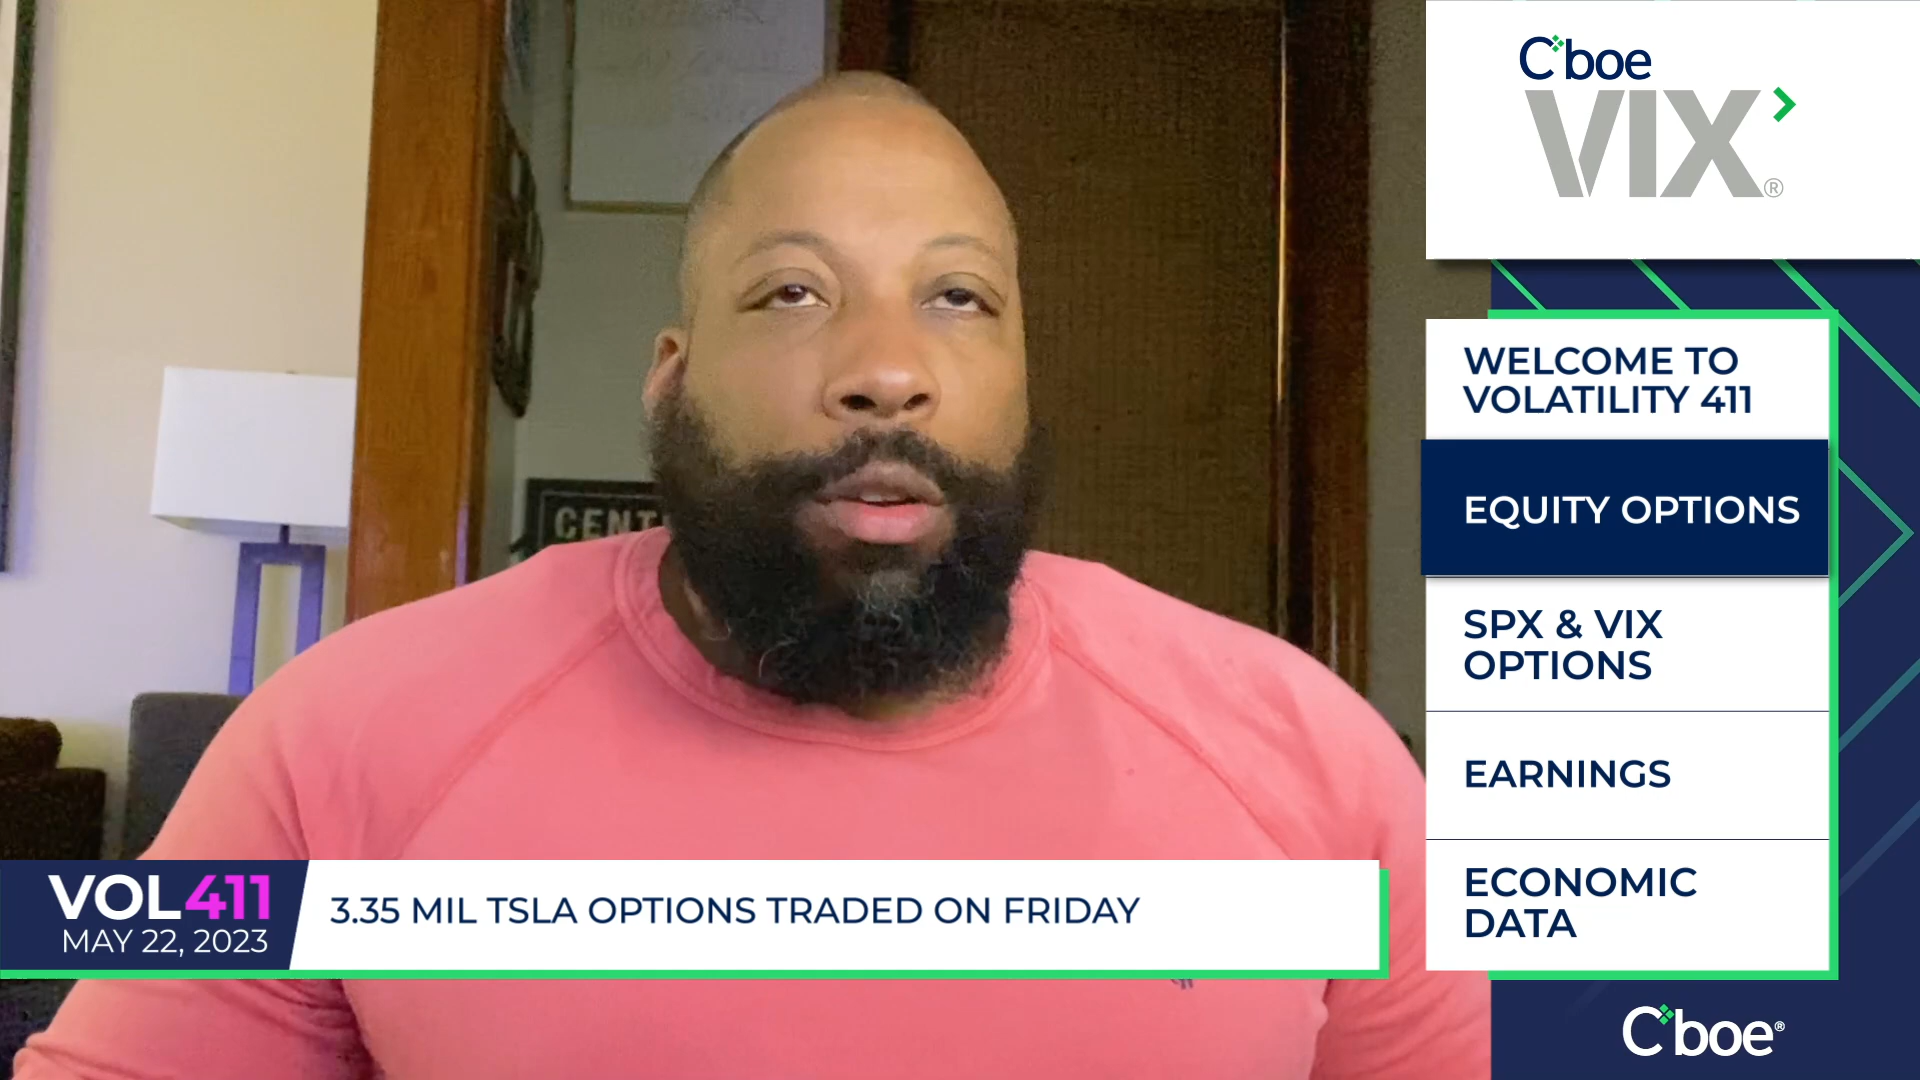 Cboe
VIX®
WELCOME TO
VOLATILITY 411
EQUITY OPTIONS
SPX & VIX
OPTIONS
EARNINGS
ECONOMIC
DATA
CENT
VOL411
MAY 22, 2023
3.35 MIL TSLA OPTIONS TRADED ON FRIDAY
Cboe®